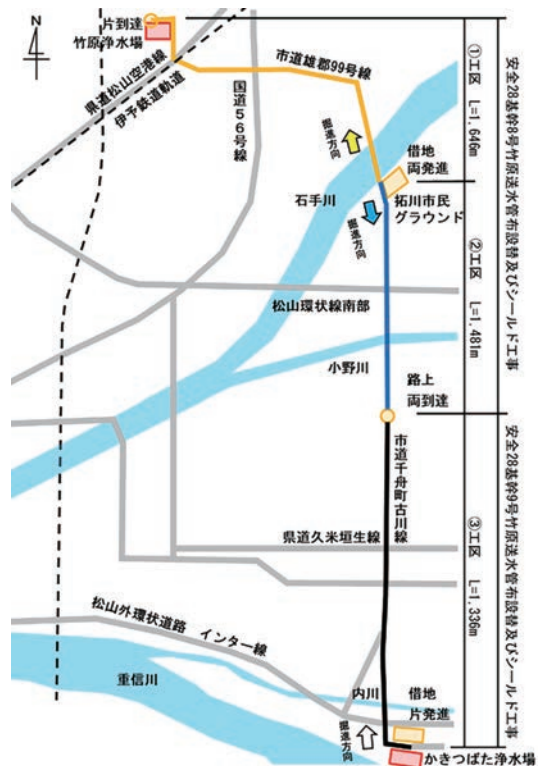 N
片到達
竹原浄水場
県道松山空港線
伊予鉄道軌道
国道56号線
市道雄郡99号線
掘進方向
借地
両発進
石手川
拓川市民
グラウンド
掘進方向
松山環状線南部
小野川
路上
両到達
市道千舟町古川線
県道久米垣生線
松山外環状道路 インター線
重信川
内川
借地
片発進
掘進方向
かきつばた浄水場
①工区 L=1,646m
②工区 L=1,481m
③工区 L=1,336m
安全28基幹8号竹原送水管布設替及びシールド工事
安全28基幹9号竹原送水管布設替及びシールド工事